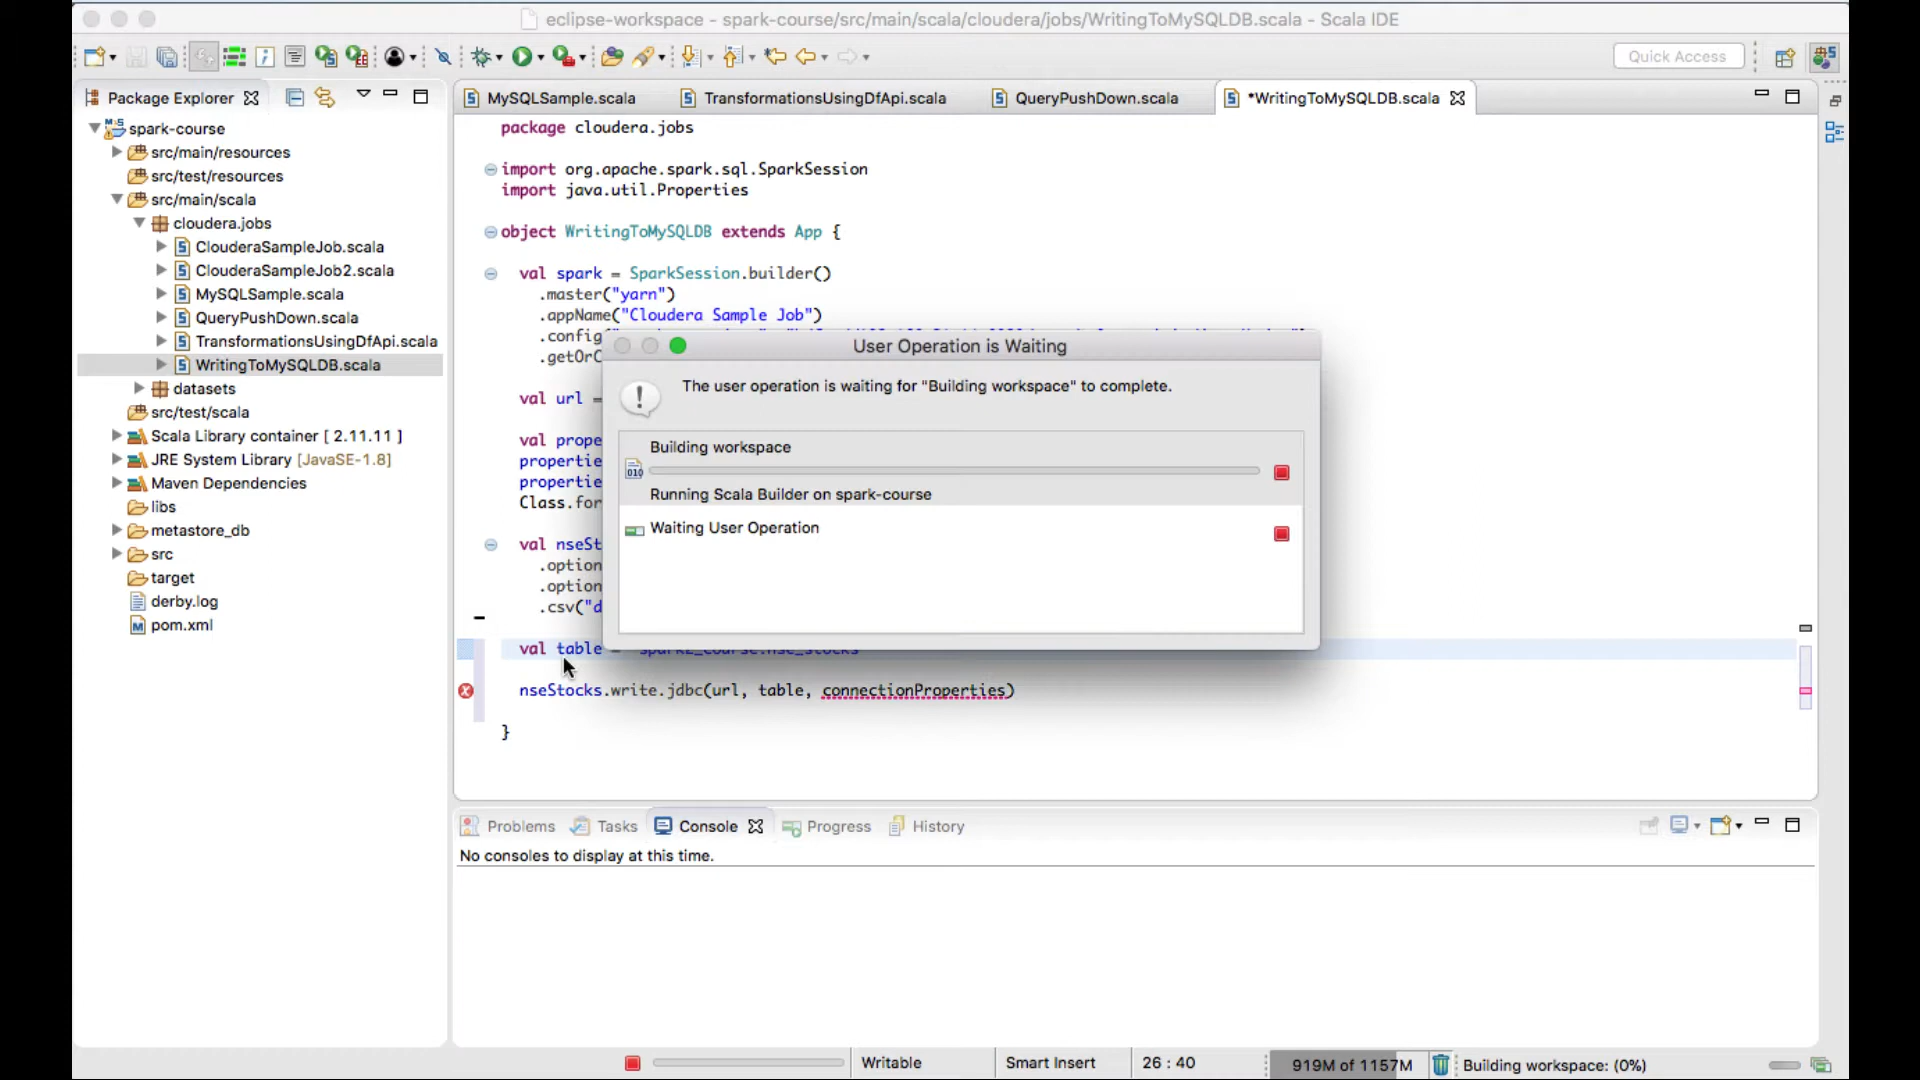 eclipse-workspace - spark-course/src/main/scala/cloudera/jobs/WritingToMySQLDB.scala - Scala IDE
Quick Access
Package Explorer
MySQLSample.scala
TransformationsUsingDfApi.scala
QueryPushDown.scala
*WritingToMySQLDB.scala
spark-course
src/main/resources
src/test/resources
src/main/scala
cloudera.jobs
ClouderaSampleJob.scala
ClouderaSampleJob2.scala
MySQLSample.scala
QueryPushDown.scala
TransformationsUsingDfApi.scala
WritingToMySQLDB.scala
datasets
src/test/scala
Scala Library container [ 2.11.11 ]
JRE System Library [JavaSE-1.8]
Maven Dependencies
libs
metastore_db
src
target
derby.log
pom.xml
package cloudera.jobs
import org.apache.spark.sql.SparkSession
import java.util.Properties
object WritingToMySQLDB extends App {
val spark = SparkSession.builder()
.master("yarn")
.appName("Cloudera Sample Job")
.config(
.getOrC
val url =
val prope
propertie
propertie
Class.for
val nseSt
.option
.option
.csv("d
val table = spark2_course.nse_stocks
nseStocks.write.jdbc(url, table, connectionProperties)
}
User Operation is Waiting
The user operation is waiting for "Building workspace" to complete.
Building workspace
010
Running Scala Builder on spark-course
Waiting User Operation
Problems
Tasks
Console
Progress
History
No consoles to display at this time.
Writable
Smart Insert
26 : 40
919M of 1157M
Building workspace: (0%)